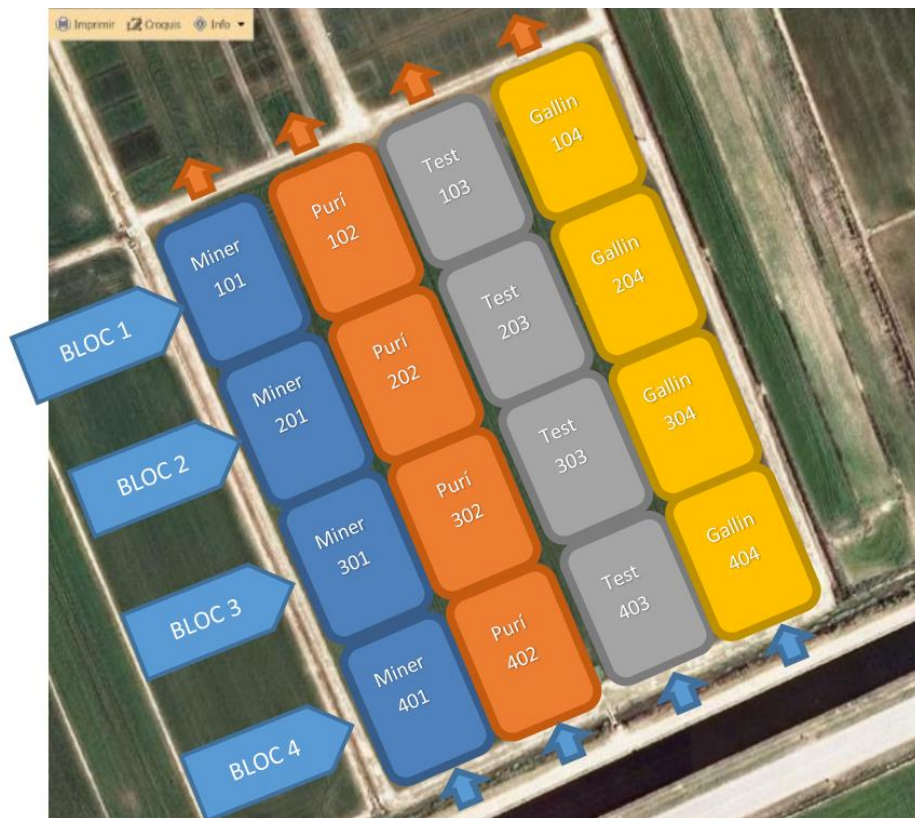 Imprimir Croquis Info
Gallin
104
Test
103
Purí
102
Miner
101
BLOC 1
Gallin
204
Test
203
Purí
202
Miner
201
BLOC 2
Gallin
304
Test
303
Purí
302
Miner
301
BLOC 3
Gallin
404
Test
403
Purí
402
Miner
401
BLOC 4